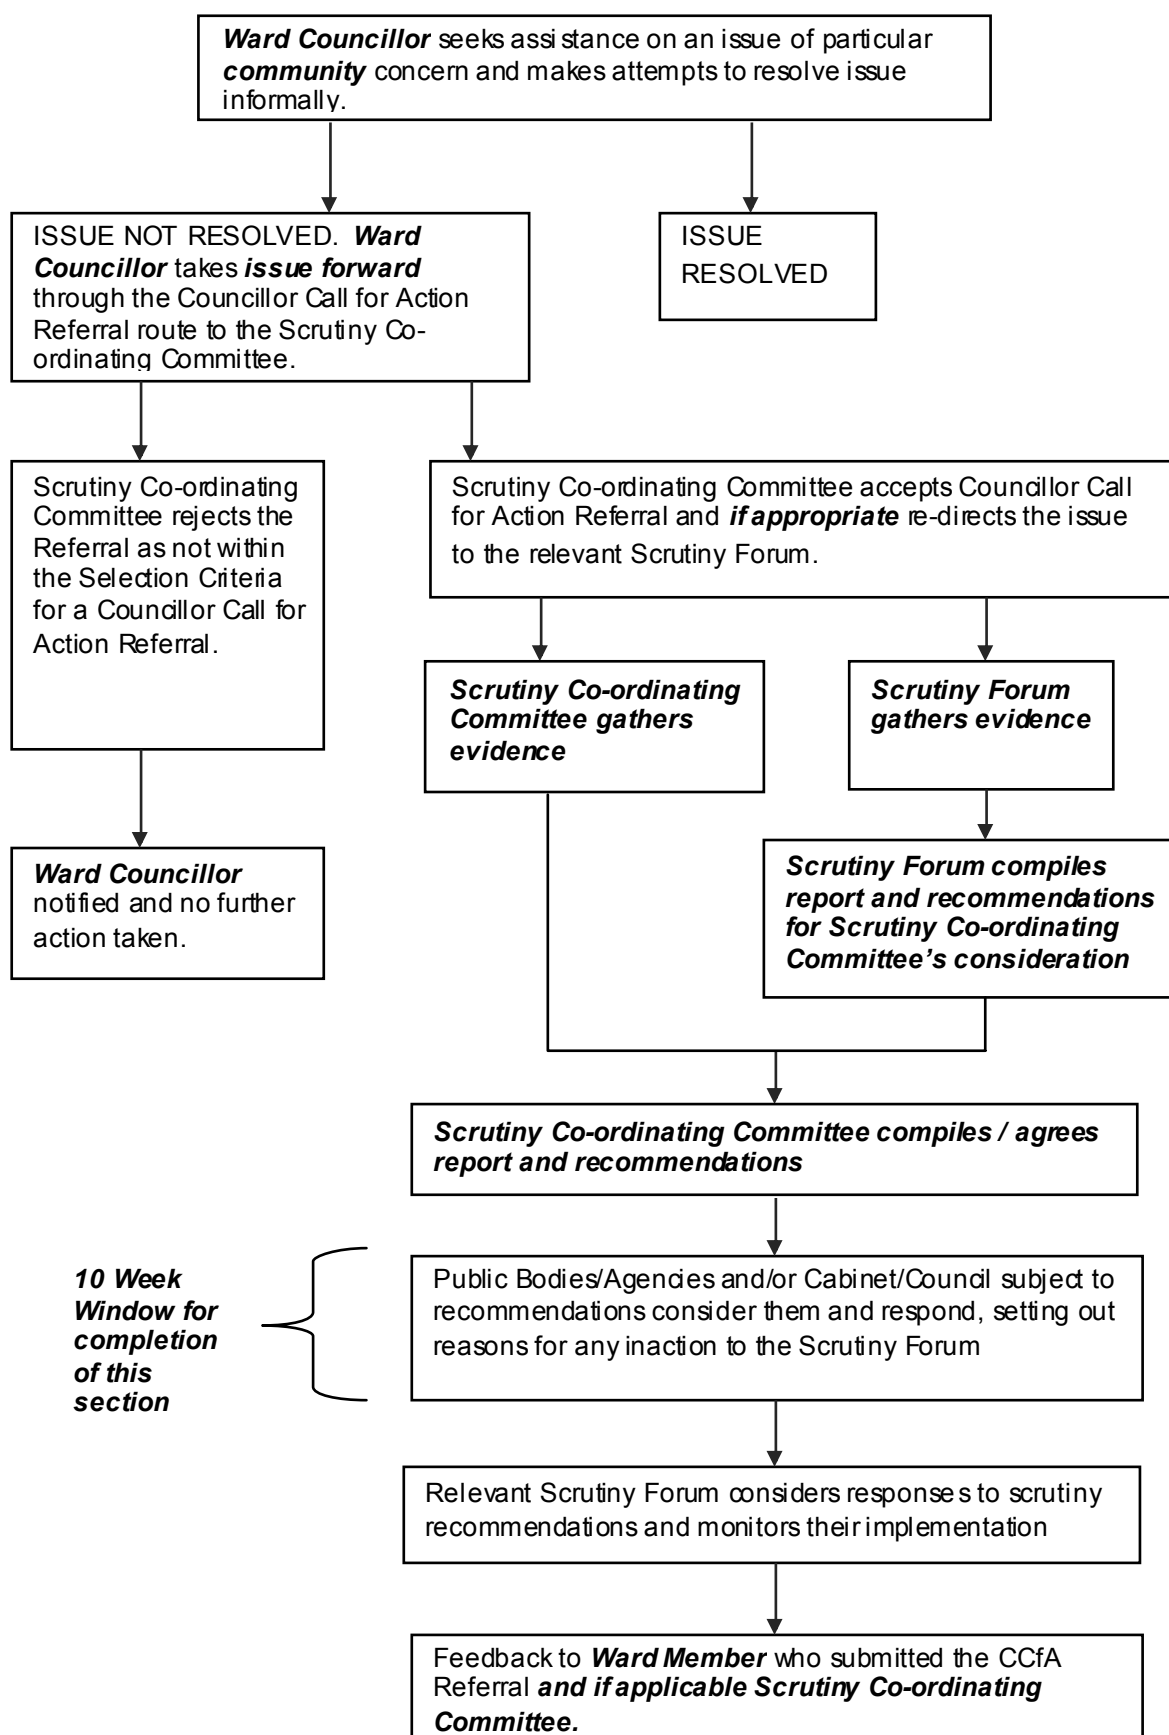 Ward Councillor seeks assistance on an issue of particular
community concern and makes attempts to resolve issue
informally.
ISSUE NOT RESOLVED. Ward
Councillor takes issue forward
through the Councillor Call for Action
Referral route to the Scrutiny Co-
ordinating Committee.
ISSUE
RESOLVED
Scrutiny Co-ordinating
Committee rejects the
Referral as not within
the Selection Criteria
for a Councillor Call for
Action Referral.
Scrutiny Co-ordinating Committee accepts Councillor Call
for Action Referral and if appropriate re-directs the issue
to the relevant Scrutiny Forum.
Scrutiny Co-ordinating
Committee gathers
evidence
Scrutiny Forum
gathers evidence
Ward Councillor
notified and no further
action taken.
Scrutiny Forum compiles
report and recommendations
for Scrutiny Co-ordinating
Committee's consideration
Scrutiny Co-ordinating Committee compiles / agrees
report and recommendations
10 Week
Window for
completion
of this
section
Public Bodies/Agencies and/or Cabinet/Council subject to
recommendations consider them and respond, setting out
reasons for any inaction to the Scrutiny Forum
Relevant Scrutiny Forum considers responses to scrutiny
recommendations and monitors their implementation
Feedback to Ward Member who submitted the CCfA
Referral and if applicable Scrutiny Co-ordinating
Committee.